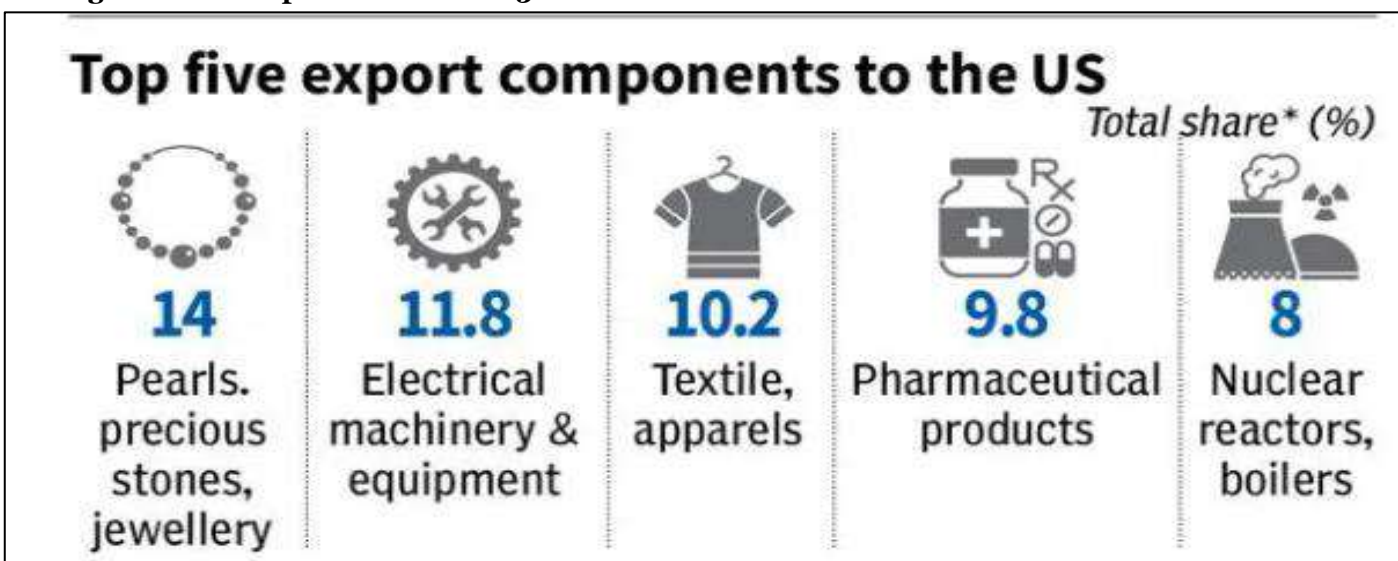 Top five export components to the US
Total share* (%)
14
Pearls.
precious
stones,
jewellery
11.8
Electrical
machinery &
equipment
10.2
Textile,
apparels
Rx
9.8
Pharmaceutical
products
8
Nuclear
reactors,
boilers